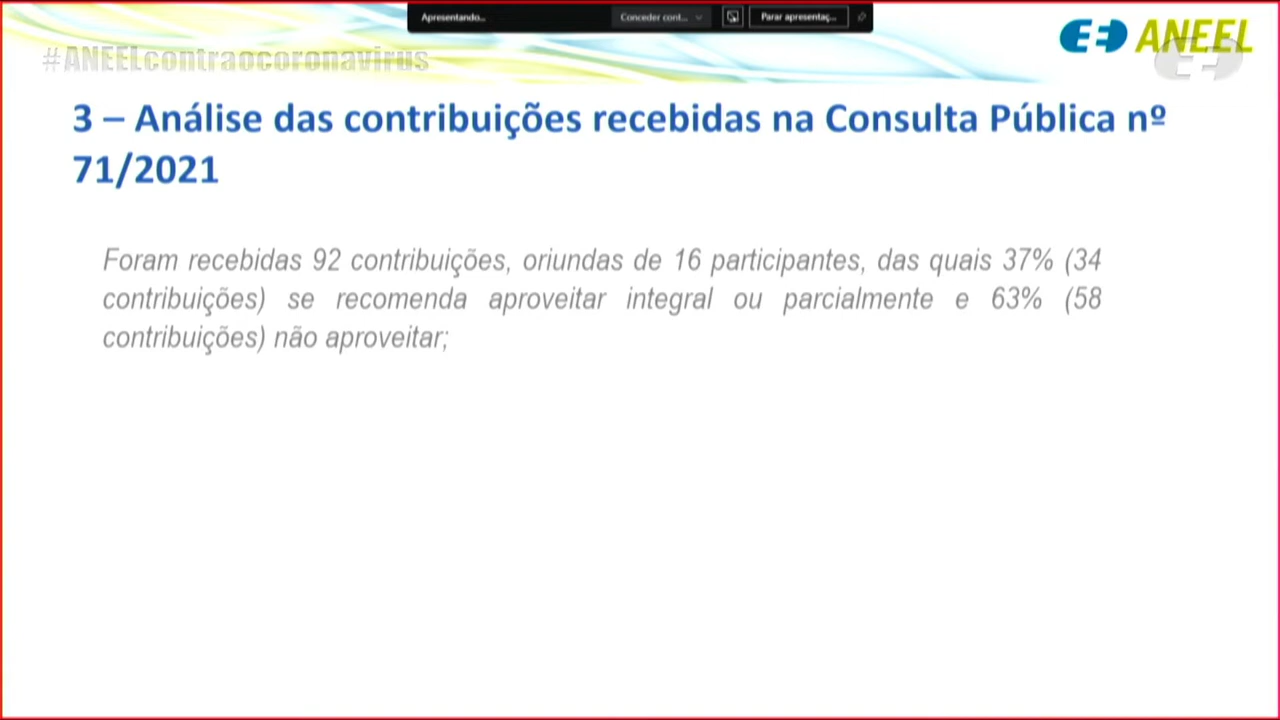 Apresentando...
Conceder cont...
Parar apresentaç...
#ANEELcontraocoronavirus
ANEEL
3 – Análise das contribuições recebidas na Consulta Pública nº
71/2021
Foram recebidas 92 contribuições, oriundas de 16 participantes, das quais 37% (34
contribuições) se recomenda aproveitar integral ou parcialmente e 63% (58
contribuições) não aproveitar;